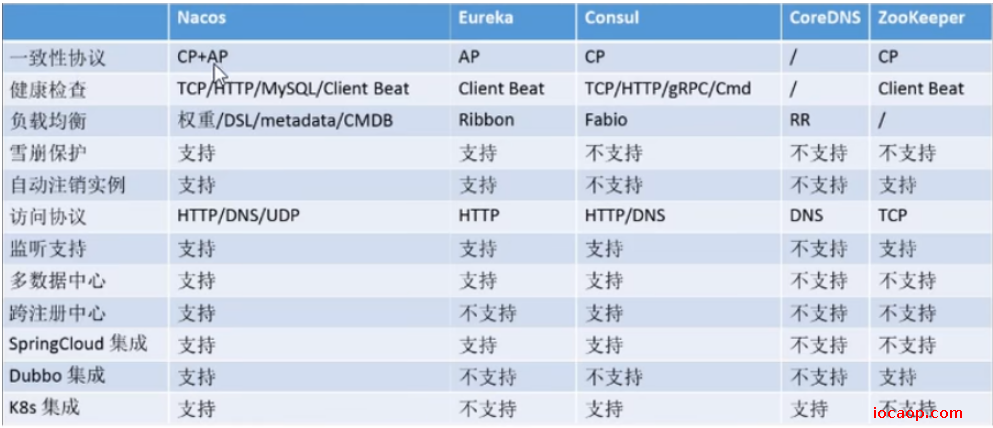 Nacos Eureka Consul CoreDNS ZooKeeper
一致性协议 CP+AP AP CP / CP
健康检查 TCP/HTTP/MySQL/Client Beat Client Beat TCP/HTTP/gRPC/Cmd / Client Beat
负载均衡 权重/DSL/metadata/CMDB Ribbon Fabio RR /
雪崩保护 支持 支持 不支持 不支持 不支持
自动注销实例 支持 支持 不支持 不支持 支持
访问协议 HTTP/DNS/UDP HTTP HTTP/DNS DNS TCP
监听支持 支持 支持 支持 不支持 支持
多数据中心 支持 支持 支持 不支持 不支持
跨注册中心 支持 不支持 支持 不支持 不支持
SpringCloud 集成 支持 支持 支持 不支持 不支持
Dubbo 集成 支持 不支持 不支持 不支持 支持
K8s 集成 支持 不支持 支持 支持 不支持
iocaop.com